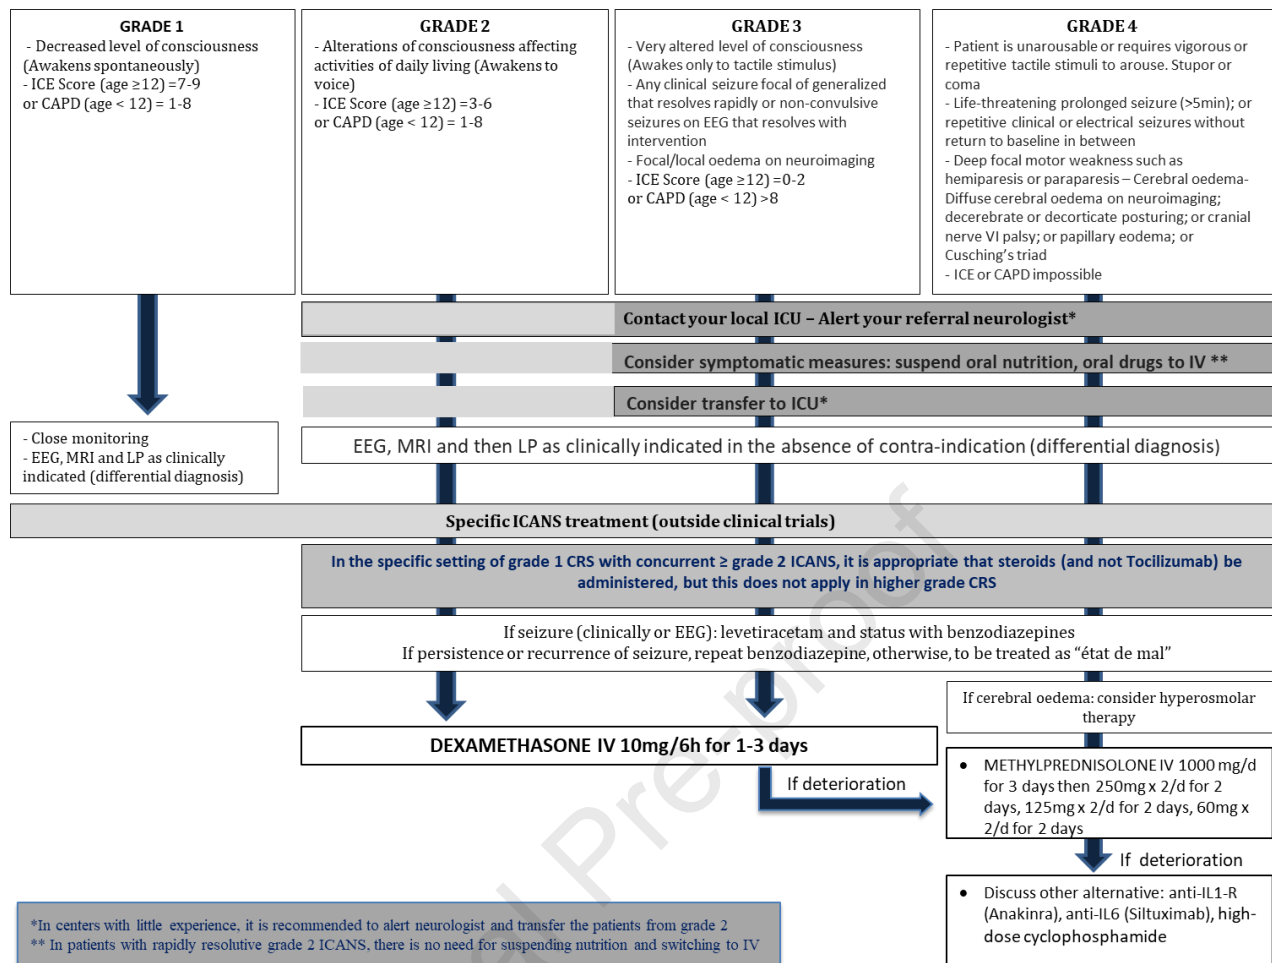 GRADE 1
- Decreased level of consciousness
(Awakens spontaneously)
- ICE Score (age ≥12) =7-9
or CAPD (age < 12) = 1-8
GRADE 2
- Alterations of consciousness affecting
activities of daily living (Awakens to
voice)
- ICE Score (age ≥12) =3-6
or CAPD (age < 12) = 1-8
GRADE 3
- Very altered level of consciousness
(Awakes only to tactile stimulus)
- Any clinical seizure focal of generalized
that resolves rapidly or non-convulsive
seizures on EEG that resolves with
intervention
- Focal/local oedema on neuroimaging
- ICE Score (age ≥12) =0-2
or CAPD (age < 12) >8
GRADE 4
- Patient is unarousable or requires vigorous or
repetitive tactile stimuli to arouse. Stupor or
coma
- Life-threatening prolonged seizure (>5min); or
repetitive clinical or electrical seizures without
return to baseline in between
- Deep focal motor weakness such as
hemiparesis or paraparesis – Cerebral oedema-
Diffuse cerebral oedema on neuroimaging;
decerebrate or decorticate posturing; or cranial
nerve VI palsy; or papillary eodema; or
Cusching's triad
- ICE or CAPD impossible
Contact your local ICU – Alert your referral neurologist*
Consider symptomatic measures: suspend oral nutrition, oral drugs to IV **
Consider transfer to ICU*
- Close monitoring
- EEG, MRI and LP as clinically
indicated (differential diagnosis)
EEG, MRI and then LP as clinically indicated in the absence of contra-indication (differential diagnosis)
Specific ICANS treatment (outside clinical trials)
In the specific setting of grade 1 CRS with concurrent ≥ grade 2 ICANS, it is appropriate that steroids (and not Tocilizumab) be
administered, but this does not apply in higher grade CRS
If seizure (clinically or EEG): levetiracetam and status with benzodiazepines
If persistence or recurrence of seizure, repeat benzodiazepine, otherwise, to be treated as "état de mal"
If cerebral oedema: consider hyperosmolar
therapy
DEXAMETHASONE IV 10mg/6h for 1-3 days
If deterioration
• METHYLPREDNISOLONE IV 1000 mg/d
for 3 days then 250mg x 2/d for 2
days, 125mg x 2/d for 2 days, 60mg x
2/d for 2 days
If deterioration
• Discuss other alternative: anti-IL1-R
(Anakinra), anti-IL6 (Siltuximab), high-
dose cyclophosphamide
*In centers with little experience, it is recommended to alert neurologist and transfer the patients from grade 2
** In patients with rapidly resolutive grade 2 ICANS, there is no need for suspending nutrition and switching to IV
al Pre-proof